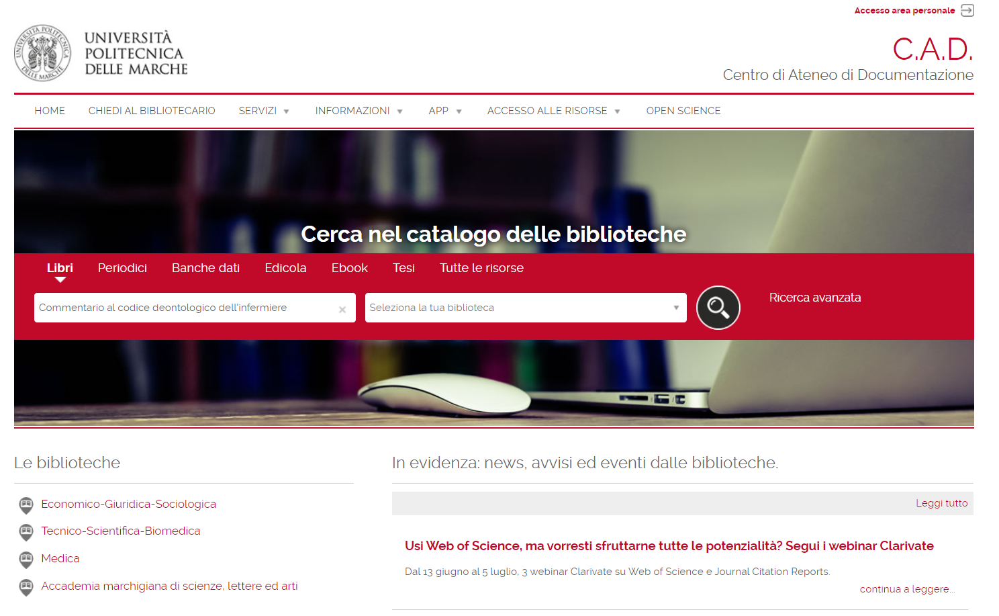 Accesso area personale
UNIVERSITÀ
POLITECNICA
DELLE MARCHE
UNIVERSITÀ POLITECNICA
DELLE MARCHE
C.A.D.
Centro di Ateneo di Documentazione
HOME CHIEDI AL BIBLIOTECARIO SERVIZI INFORMAZIONI APP ACCESSO ALLE RISORSE OPEN SCIENCE
Cerca nel catalogo delle biblioteche
Libri Periodici Banche dati Edicola Ebook Tesi Tutte le risorse
Commentario al codice deontologico dell'infermiere × Seleziona la tua biblioteca Ricerca avanzata
Le biblioteche
Economico-Giuridica-Sociologica
Tecnico-Scientifica-Biomedica
Medica
Accademia marchigiana di scienze, lettere ed arti
In evidenza: news, avvisi ed eventi dalle biblioteche.
Leggi tutto
Usi Web of Science, ma vorresti sfruttarne tutte le potenzialità? Segui i webinar Clarivate
Dal 13 giugno al 5 luglio, 3 webinar Clarivate su Web of Science e Journal Citation Reports.
continua a leggere...